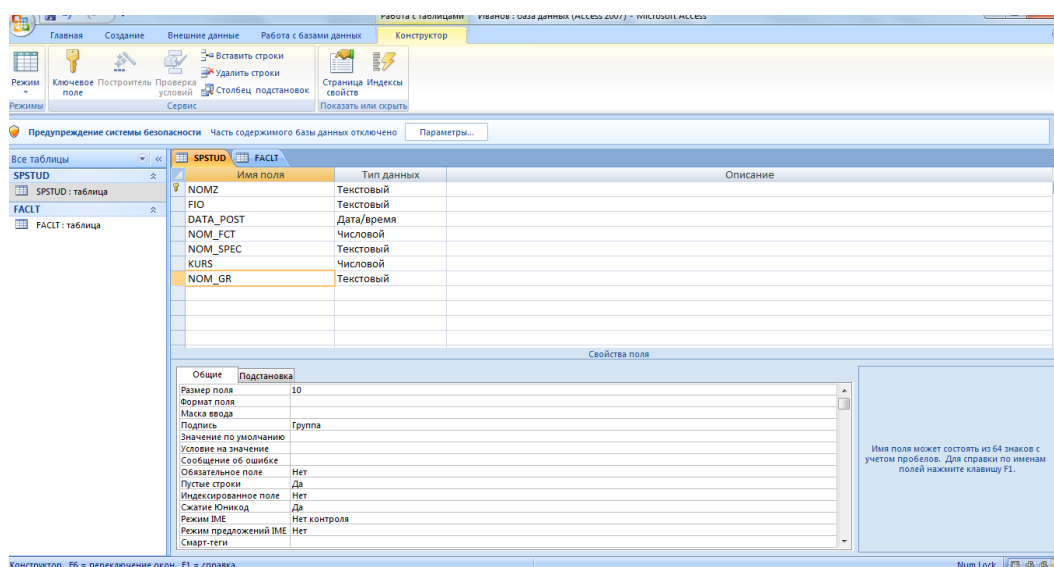 Работа с таблицами Иванов : база данных (Access 2007) - Microsoft Access
Главная Создание Внешние данные Работа с базами данных Конструктор
Режим
Ключевое поле
Построитель
Проверка условий
Вставить строки
Удалить строки
Столбец подстановок
Страница свойств
Индексы
Режимы Сервис Показать или скрыть
Предупреждение системы безопасности Часть содержимого базы данных отключено Параметры...
Все таблицы
SPSTUD
SPSTUD : таблица
FACLT
FACLT : таблица
SPSTUD FACLT
Имя поля Тип данных Описание
NOMZ Текстовый
FIO Текстовый
DATA_POST Дата/время
NOM_FCT Числовой
NOM_SPEC Текстовый
KURS Числовой
NOM_GR Текстовый
Свойства поля
Общие Подстановка
Размер поля 10
Формат поля
Маска ввода
Подпись Группа
Значение по умолчанию
Условие на значение
Сообщение об ошибке
Обязательное поле Нет
Пустые строки Да
Индексированное поле Нет
Сжатие Юникод Да
Режим IME Нет контроля
Режим предложений IME Нет
Смарт-теги
Имя поля может состоять из 64 знаков с
учетом пробелов. Для справки по именам
полей нажмите клавишу F1.
Конструктор. F6 = переключение окон. F1 = справка. Num Lock